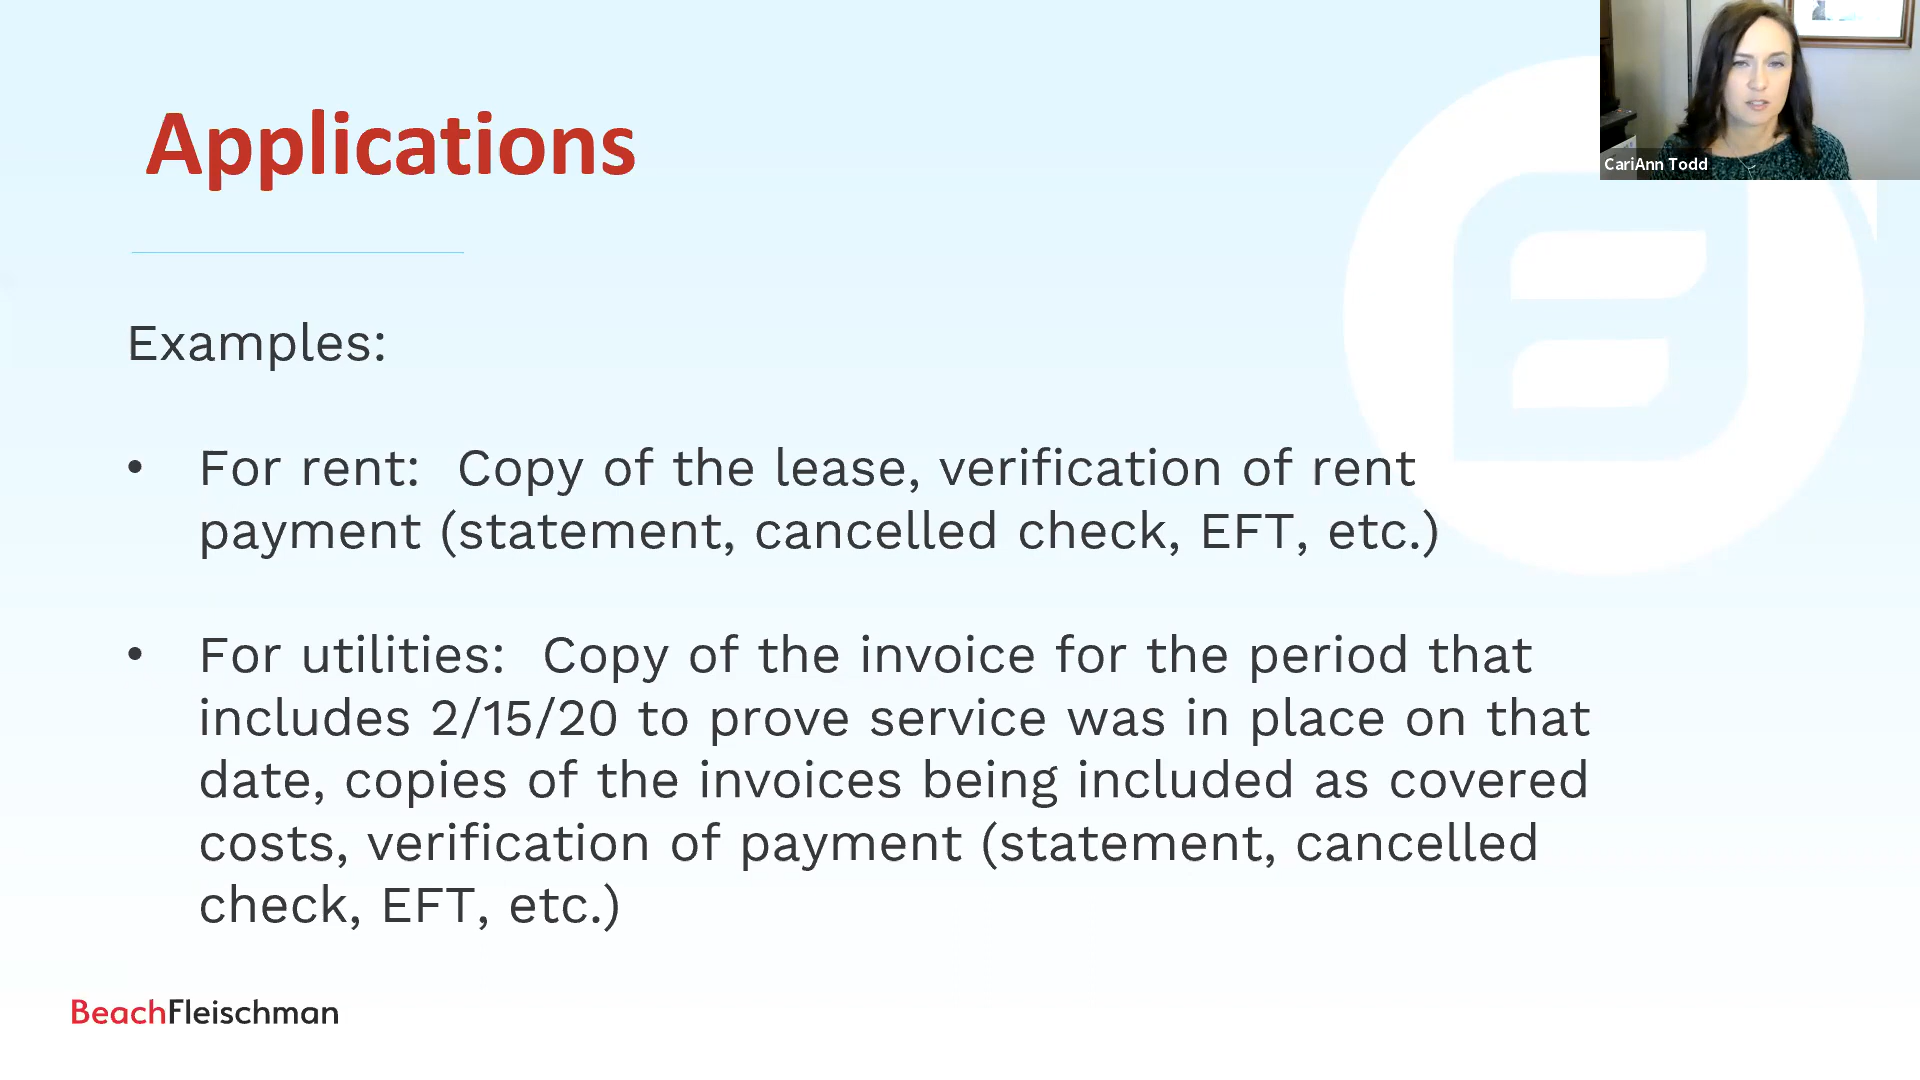 Applications
CariAnn Todd
Examples:
• For rent:  Copy of the lease, verification of rent
payment (statement, cancelled check, EFT, etc.)
• For utilities:  Copy of the invoice for the period that
includes 2/15/20 to prove service was in place on that
date, copies of the invoices being included as covered
costs, verification of payment (statement, cancelled
check, EFT, etc.)
BeachFleischman